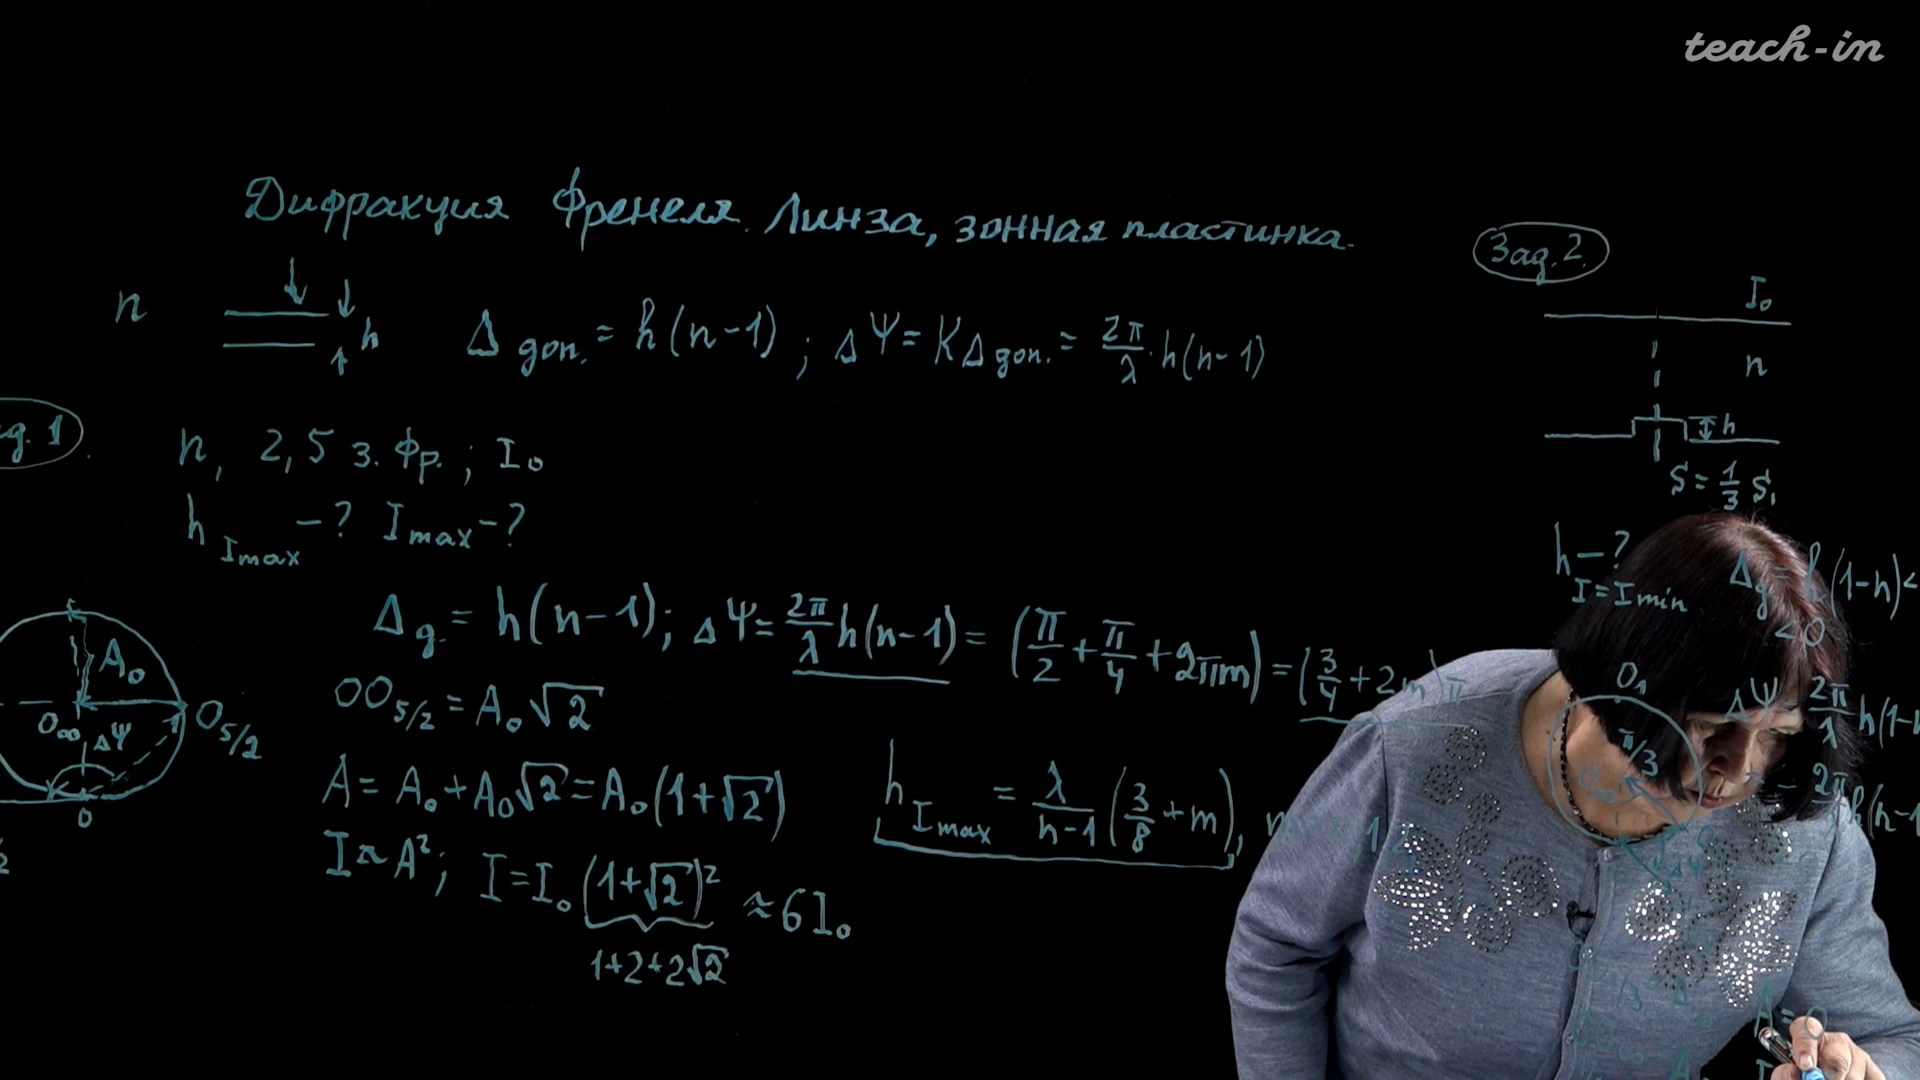 teach-in
Дифракция Френеля. Линза, зонная пластинка.
n
h
Δ доп. = h(n-1) ; ΔΨ = KΔ доп. = 2π/λ · h(n-1)
n, 2,5 з. Фр. ; I₀
h Imax - ? Imax - ?
Δ g. = h(n-1); ΔΨ = 2π/λ h(n-1) = (π/2 + π/4 + 2πm) = (3/4 + 2m)π
OO₅/₂ = A₀√2
A = A₀ + A₀√2 = A₀(1+√2)
I ~ A²; I = I₀(1+√2)² ≈ 6I₀
1+2+2√2
h Imax = λ/(n-1) (3/8 + m),
A₀
O∞
ΔΨ
O₅/₂
O
Зад. 2.
I₀
n
h
S = 1/3 S₁
h - ?
I = Imin
<0
O₁
π/3